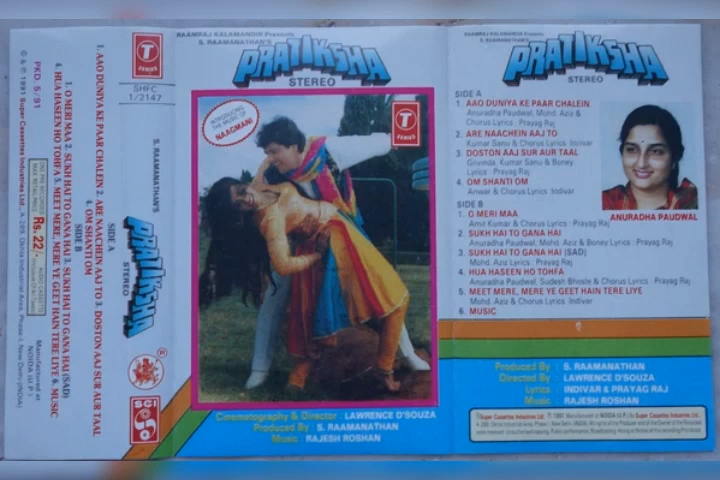 4. HUA HASEEN HO TOHFA 5. MEET MERE, MERE YE GEET HAIN TERE LIYE 6. MUSIC
1. O MERI MAA 2. SUKH HAI TO GANA HAI 3. SUKH HAI TO GANA HAI (SAD)
SIDE B
4. OM SHANTI OM
1. AAO DUNIYA KE PAAR CHALEIN 2. ARE NAACHEIN AAJ TO 3. DOSTON AAJ SUR AUR TAAL
SIDE A
PKD. 5/91
© & ℗ 1991 Super Cassettes Industries Ltd.,
Rs. 22
Manufactured at
NOIDA (U.P.)
T
SERIES
SHFC
1/2147
S. RAAMANATHAN'S
PRATIKSHA
STEREO
SCI
RAAMRAJ KALAMANDIR Presents
S. RAAMANATHAN'S
PRATIKSHA
STEREO
INTRODUCING
THE MUSIC OF
NAAGMANI
T
SERIES
Cinematography & Director : LAWRENCE D'SOUZA
Produced By : S. RAAMANATHAN
Music : RAJESH ROSHAN
RAAMRAJ KALAMANDIR Presents
S. RAAMANATHAN'S
PRATIKSHA
STEREO
SIDE A
1. AAO DUNIYA KE PAAR CHALEIN
Anuradha Paudwal, Mohd. Aziz &
Chorus Lyrics : Prayag Raj
2. ARE NAACHEIN AAJ TO
Kumar Sanu & Chorus Lyrics : Indivar
3. DOSTON AAJ SUR AUR TAAL
Kumar Sanu & Boney
Lyrics : Prayag Raj
4. OM SHANTI OM
Anwar & Chorus Lyrics : Indivar
SIDE B
1. O MERI MAA
Amit Kumar & Chorus Lyrics : Prayag Raj
2. SUKH HAI TO GANA HAI
Anuradha Paudwal, Mohd. Aziz & Boney Lyrics : Prayag Raj
3. SUKH HAI TO GANA HAI (SAD)
Mohd. Aziz Lyrics : Prayag Raj
4. HUA HASEEN HO TOHFA
Anuradha Paudwal, Sudesh Bhosle & Chorus Lyrics : Prayag Raj
5. MEET MERE, MERE YE GEET HAIN TERE LIYE
Mohd. Aziz & Chorus Lyrics : Indivar
6. MUSIC
ANURADHA PAUDWAL
Produced By : S. RAAMANATHAN
Directed By : LAWRENCE D'SOUZA
Lyrics : INDIVAR & PRAYAG RAJ
Music : RAJESH ROSHAN